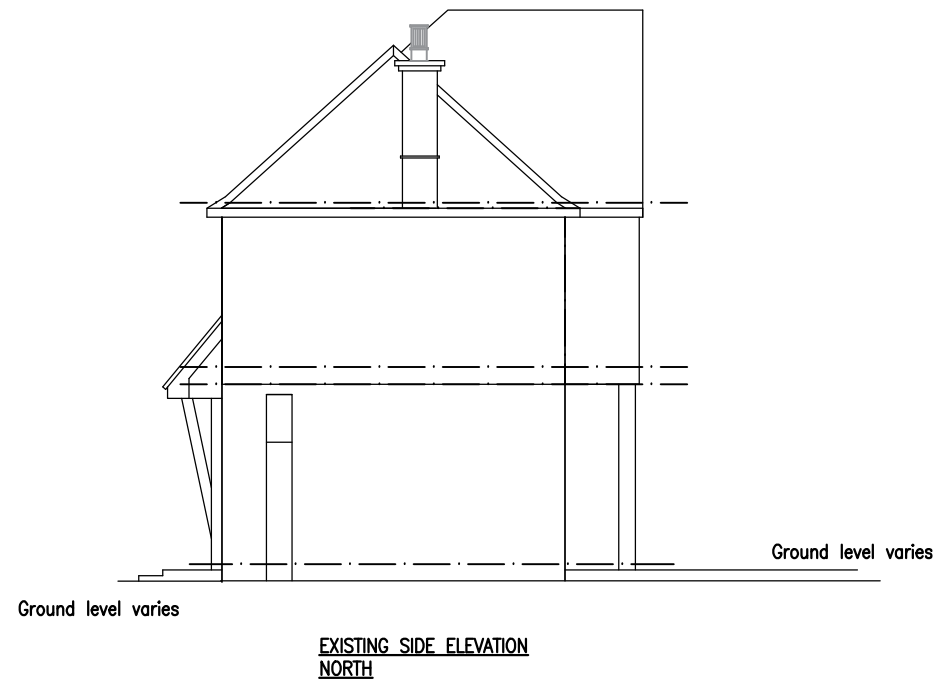 Ground level varies
Ground level varies
EXISTING SIDE ELEVATION
NORTH